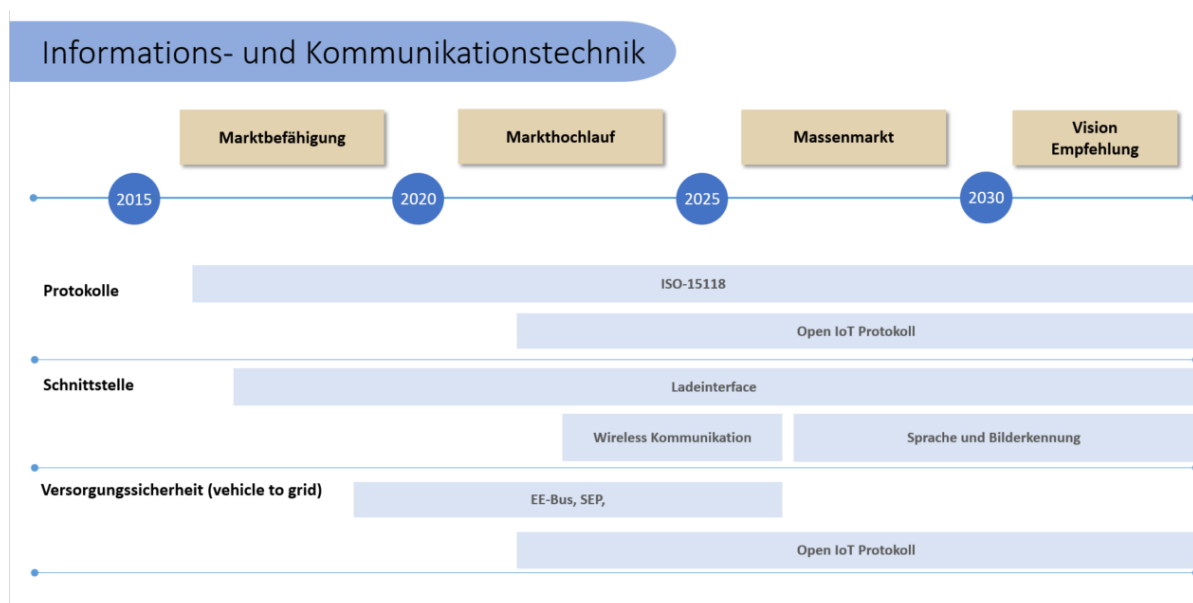 Informations- und Kommunikationstechnik
Marktbefähigung
Markthochlauf
Massenmarkt
Vision
Empfehlung
2015
2020
2025
2030
Protokolle
ISO-15118
Open IoT Protokoll
Schnittstelle
Ladeinterface
Wireless Kommunikation
Sprache und Bilderkennung
Versorgungssicherheit (vehicle to grid)
EE-Bus, SEP,
Open IoT Protokoll